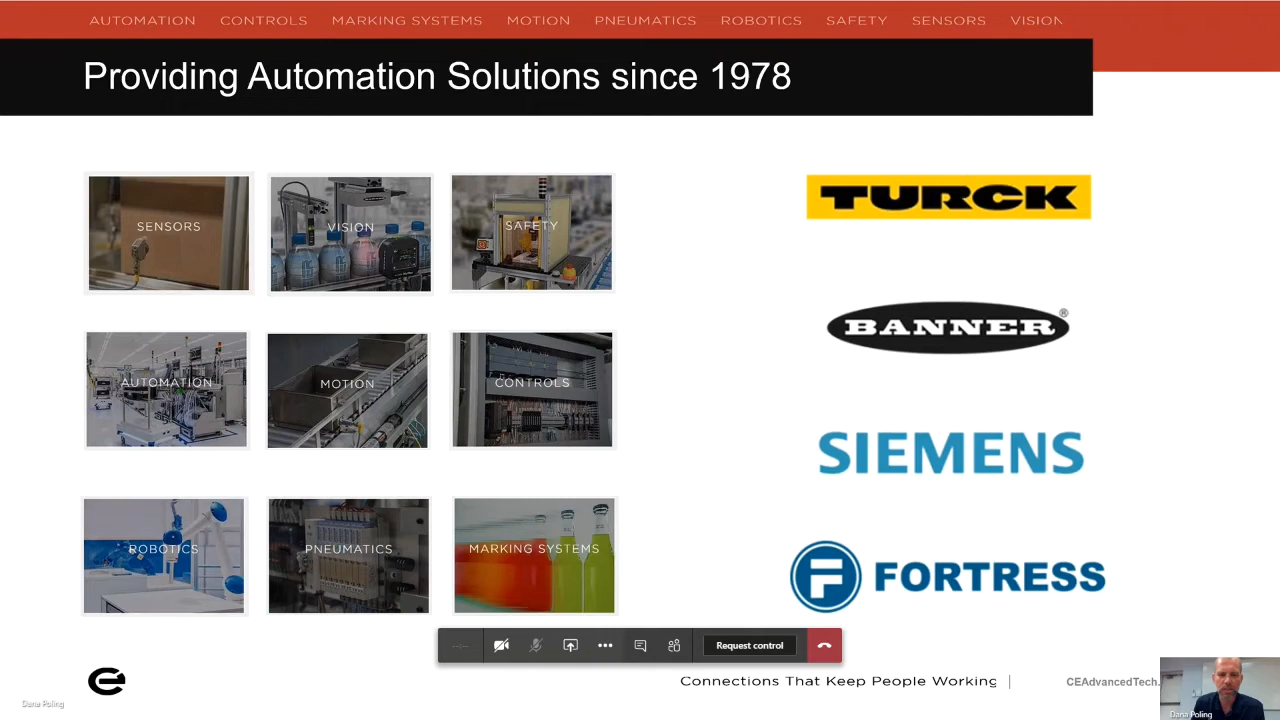 AUTOMATION CONTROLS MARKING SYSTEMS MOTION PNEUMATICS ROBOTICS SAFETY SENSORS VISION
Providing Automation Solutions since 1978
SENSORS VISION SAFETY
TURCK
BANNER®
AUTOMATION MOTION CONTROLS
SIEMENS
ROBOTICS PNEUMATICS MARKING SYSTEMS
F FORTRESS
--:-- Request control
Connections That Keep People Working | CEAdvancedTech.
Dana Poling
Dana Poling